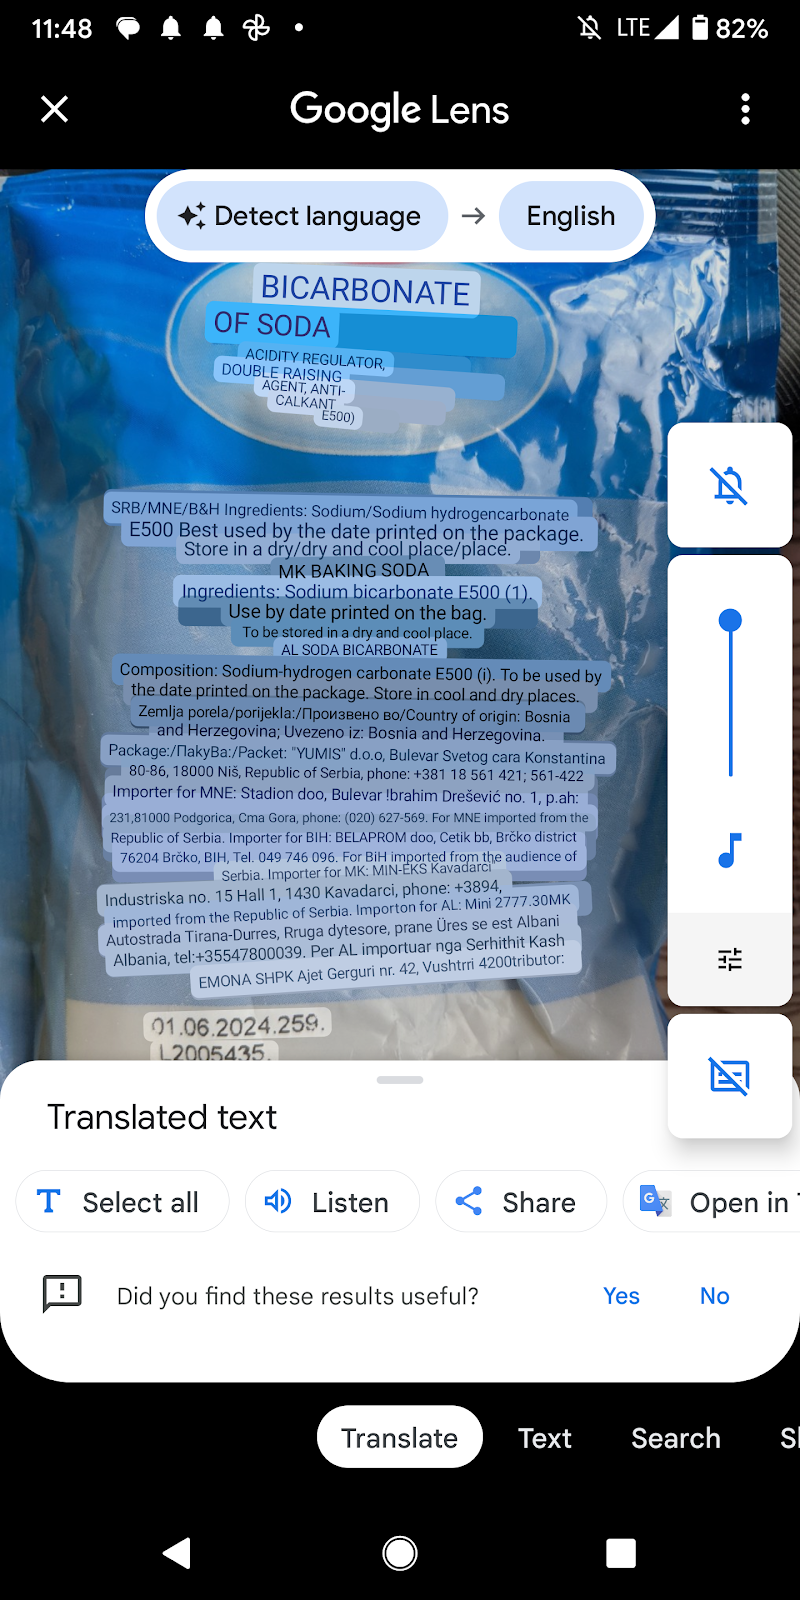 11:48
LTE 82%
Google Lens
Detect language → English
BICARBONATE
OF SODA
ACIDITY REGULATOR,
DOUBLE RAISING
AGENT, ANTI-
CALKANT
E500)
SRB/MNE/B&H Ingredients: Sodium/Sodium hydrogencarbonate
E500 Best used by the date printed on the package.
Store in a dry/dry and cool place/place.
MK BAKING SODA
Ingredients: Sodium bicarbonate E500 (1).
Use by date printed on the bag.
To be stored in a dry and cool place.
AL SODA BICARBONATE
Composition: Sodium-hydrogen carbonate E500 (i). To be used by
the date printed on the package. Store in cool and dry places.
Zemlja porela/porijekla:/Произвено во/Country of origin: Bosnia
and Herzegovina; Uvezeno iz: Bosnia and Herzegovina.
Package:/ПakyBa:/Packet: "YUMIS" d.o.o, Bulevar Svetog cara Konstantina
80-86, 18000 Niš, Republic of Serbia, phone: +381 18 561 421; 561-422
Importer for MNE: Stadion doo, Bulevar !brahim Drešević no. 1, p.ah:
231,81000 Podgorica, Cma Gora, phone: (020) 627-569. For MNE imported from the
Republic of Serbia. Importer for BIH: BELAPROM doo, Cetik bb, Brčko district
76204 Brčko, BIH, Tel. 049 746 096. For BiH imported from the audience of
Serbia. Importer for MK: MIN-EKS Kavadarci
Industriska no. 15 Hall 1, 1430 Kavadarci, phone: +3894,
imported from the Republic of Serbia. Importon for AL: Mini 2777.30MK
Autostrada Tirana-Durres, Rruga dytesore, prane Üres se est Albani
Albania, tel:+35547800039. Per AL importuar nga Serhithit Kash
EMONA SHPK Ajet Gerguri nr. 42, Vushtrri 4200tributor:
01.06.2024.259.
L2005435.
Translated text
Select all
Listen
Share
Open in
Did you find these results useful?
Yes
No
Translate
Text
Search